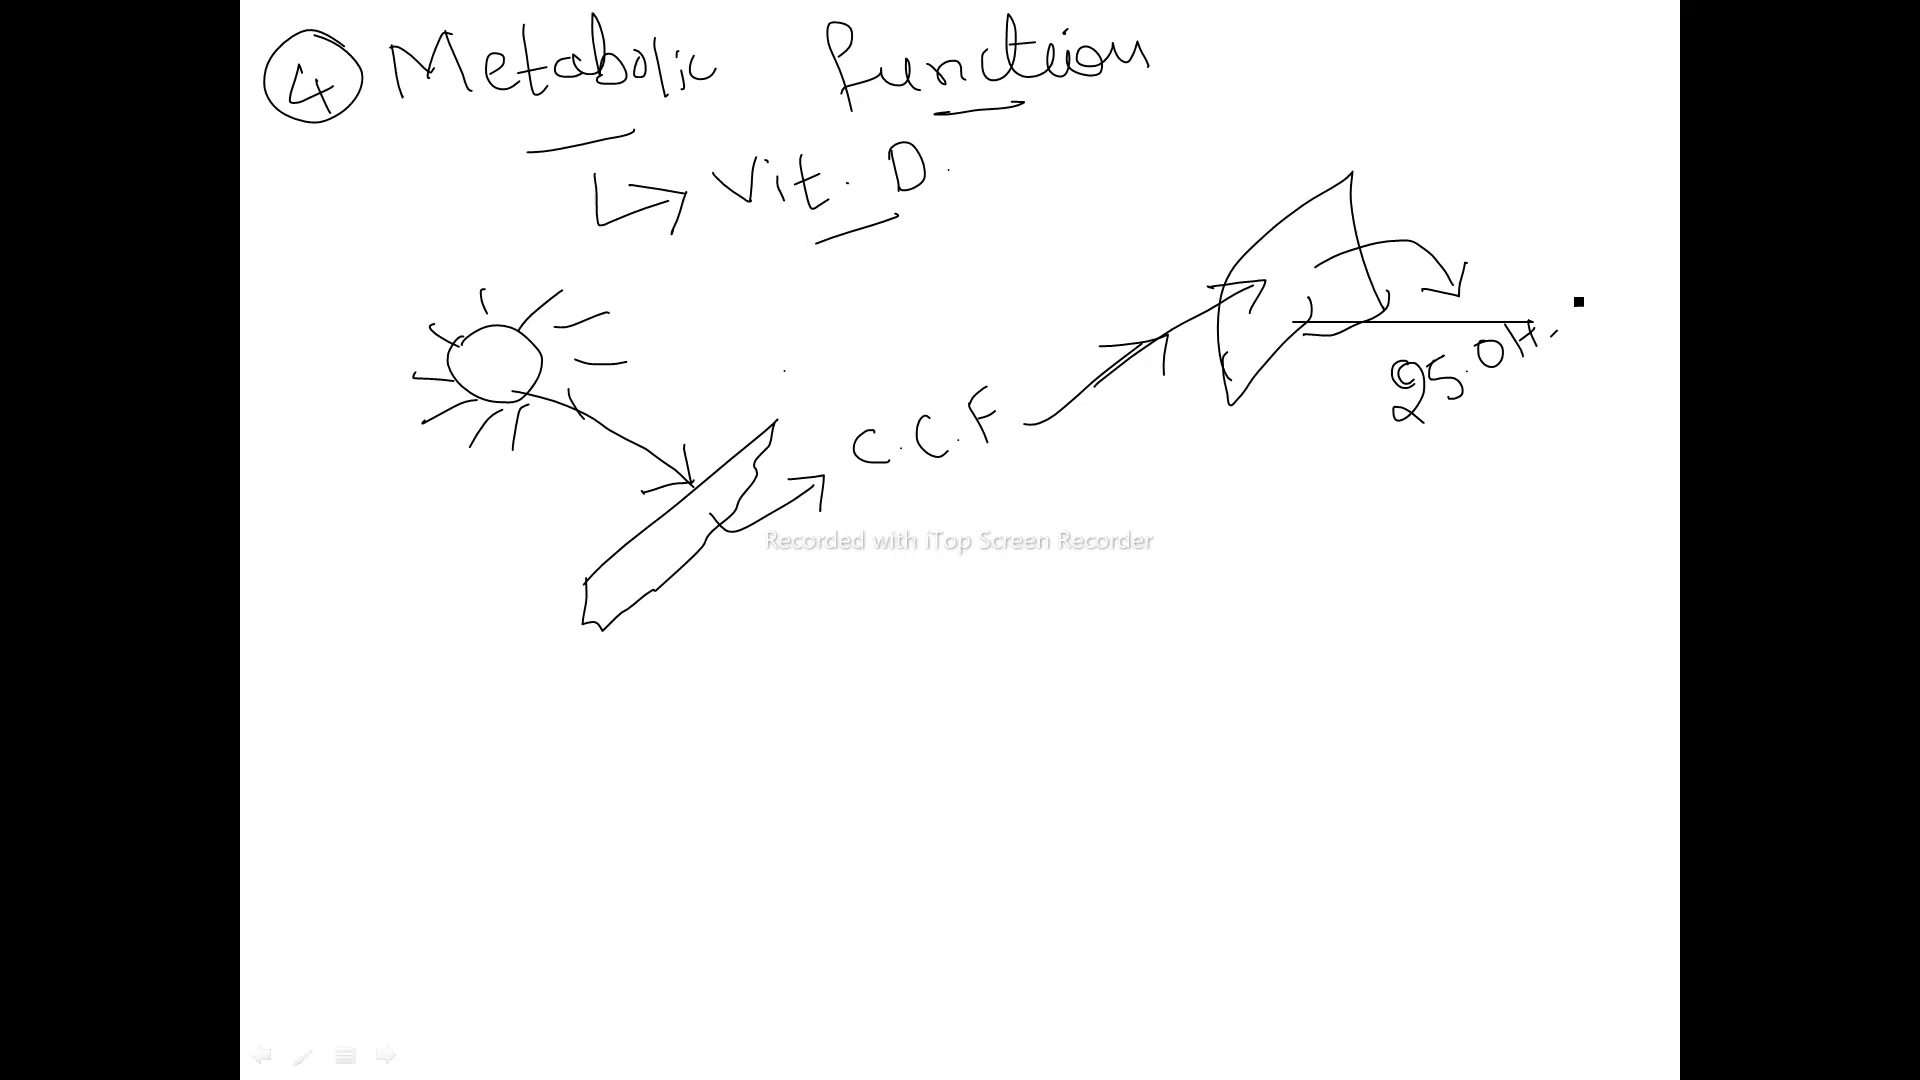 ④ Metabolic function
Vit. D.
C.C.F
25.OH.
Recorded with iTop Screen Recorder